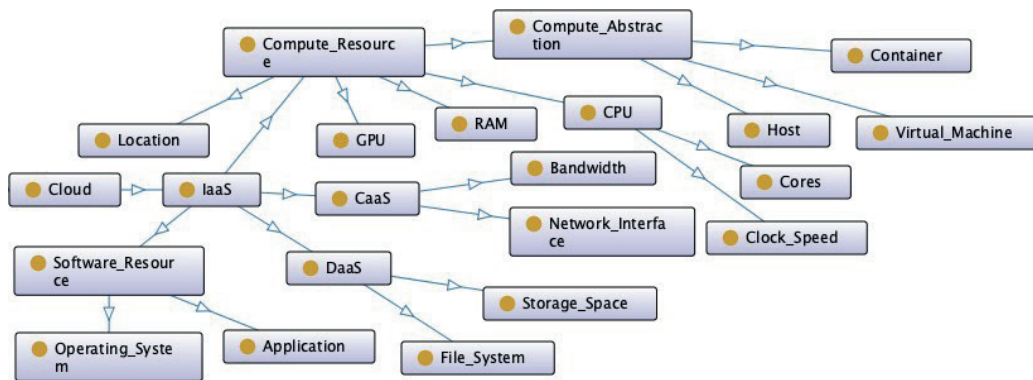 Compute_Resourc
e
Compute_Abstrac
tion
Container
Location
GPU
RAM
CPU
Host
Virtual_Machine
Cloud
IaaS
CaaS
Bandwidth
Cores
Network_Interfa
ce
Clock_Speed
Software_Resour
ce
DaaS
Storage_Space
Operating_Syste
m
Application
File_System